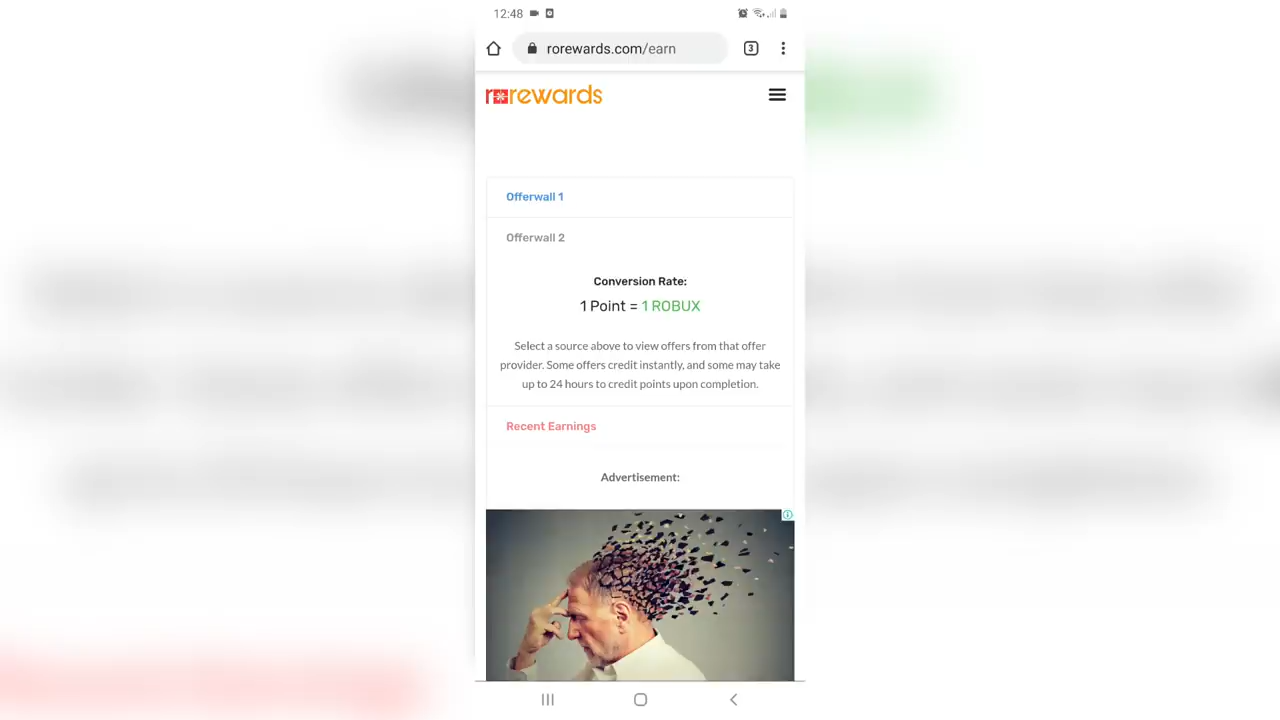 12:48
rorewards.com/earn
3
rorewards
Offerwall 1
Offerwall 2
Conversion Rate:
1 Point = 1 ROBUX
Select a source above to view offers from that offer
provider. Some offers credit instantly, and some may take
up to 24 hours to credit points upon completion.
Recent Earnings
Advertisement: